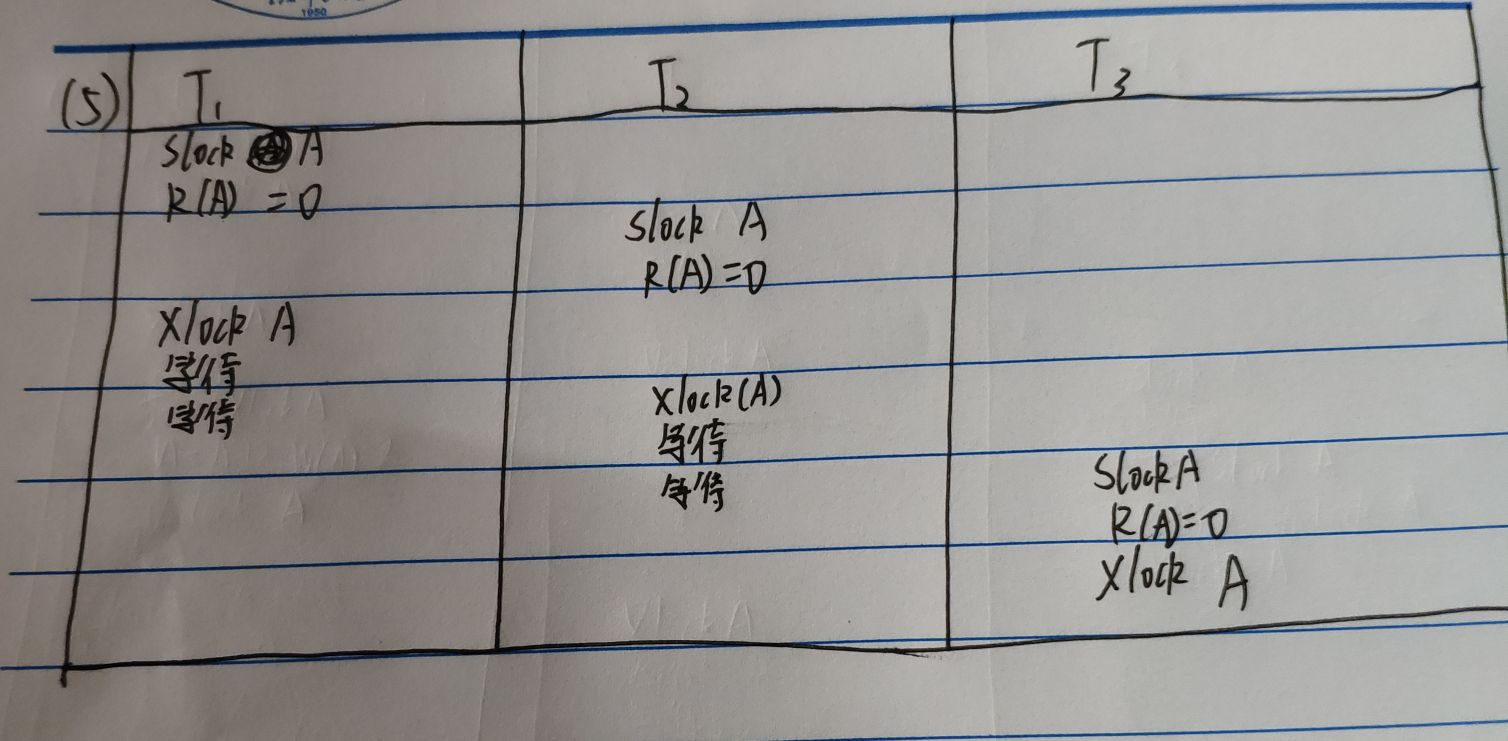 1950
(5) T₁ T₂ T₃
Slock A
R(A) = 0
Slock A
R(A)=0
Xlock A
等待
等待
Xlock(A)
等待
等待
Slock A
R(A)=0
Xlock A